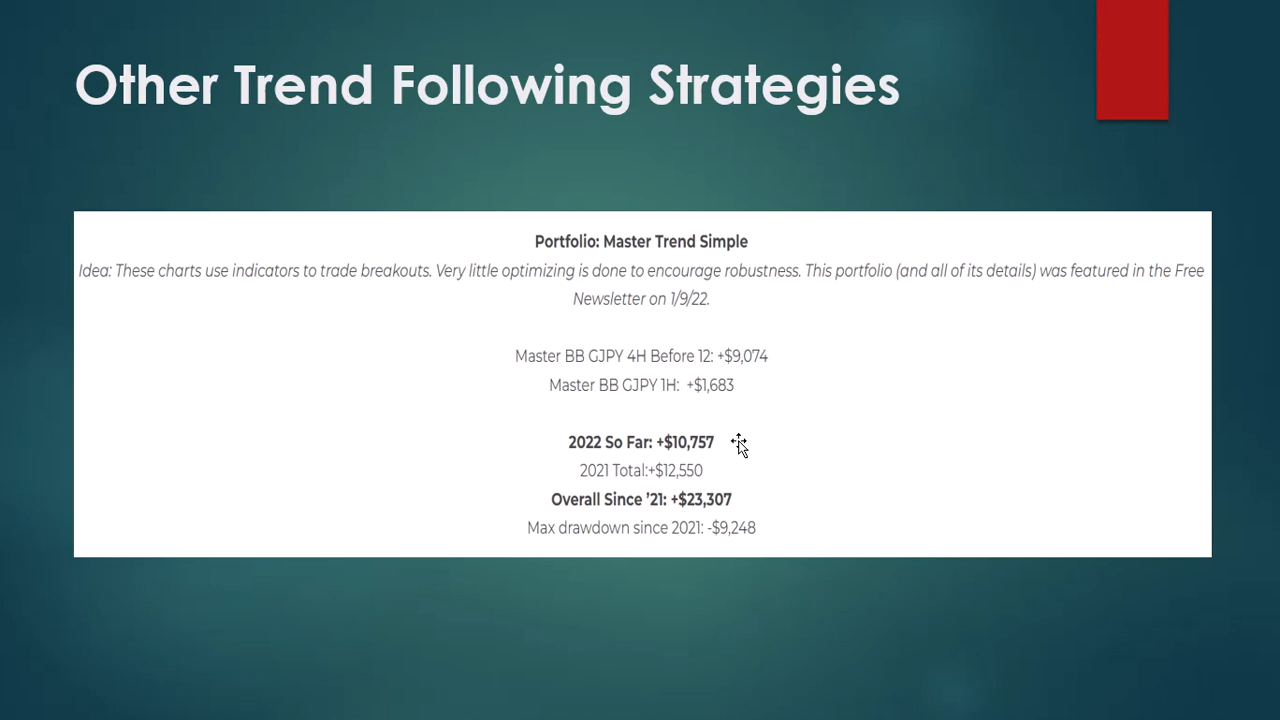 Other Trend Following Strategies
Portfolio: Master Trend Simple
Idea: These charts use indicators to trade breakouts. Very little optimizing is done to encourage robustness. This portfolio (and all of its details) was featured in the Free
Newsletter on 1/9/22.
Master BB GJPY 4H Before 12: +$9,074
Master BB GJPY 1H:  +$1,683
2022 So Far: +$10,757
2021 Total:+$12,550
Overall Since ’21: +$23,307
Max drawdown since 2021: -$9,248